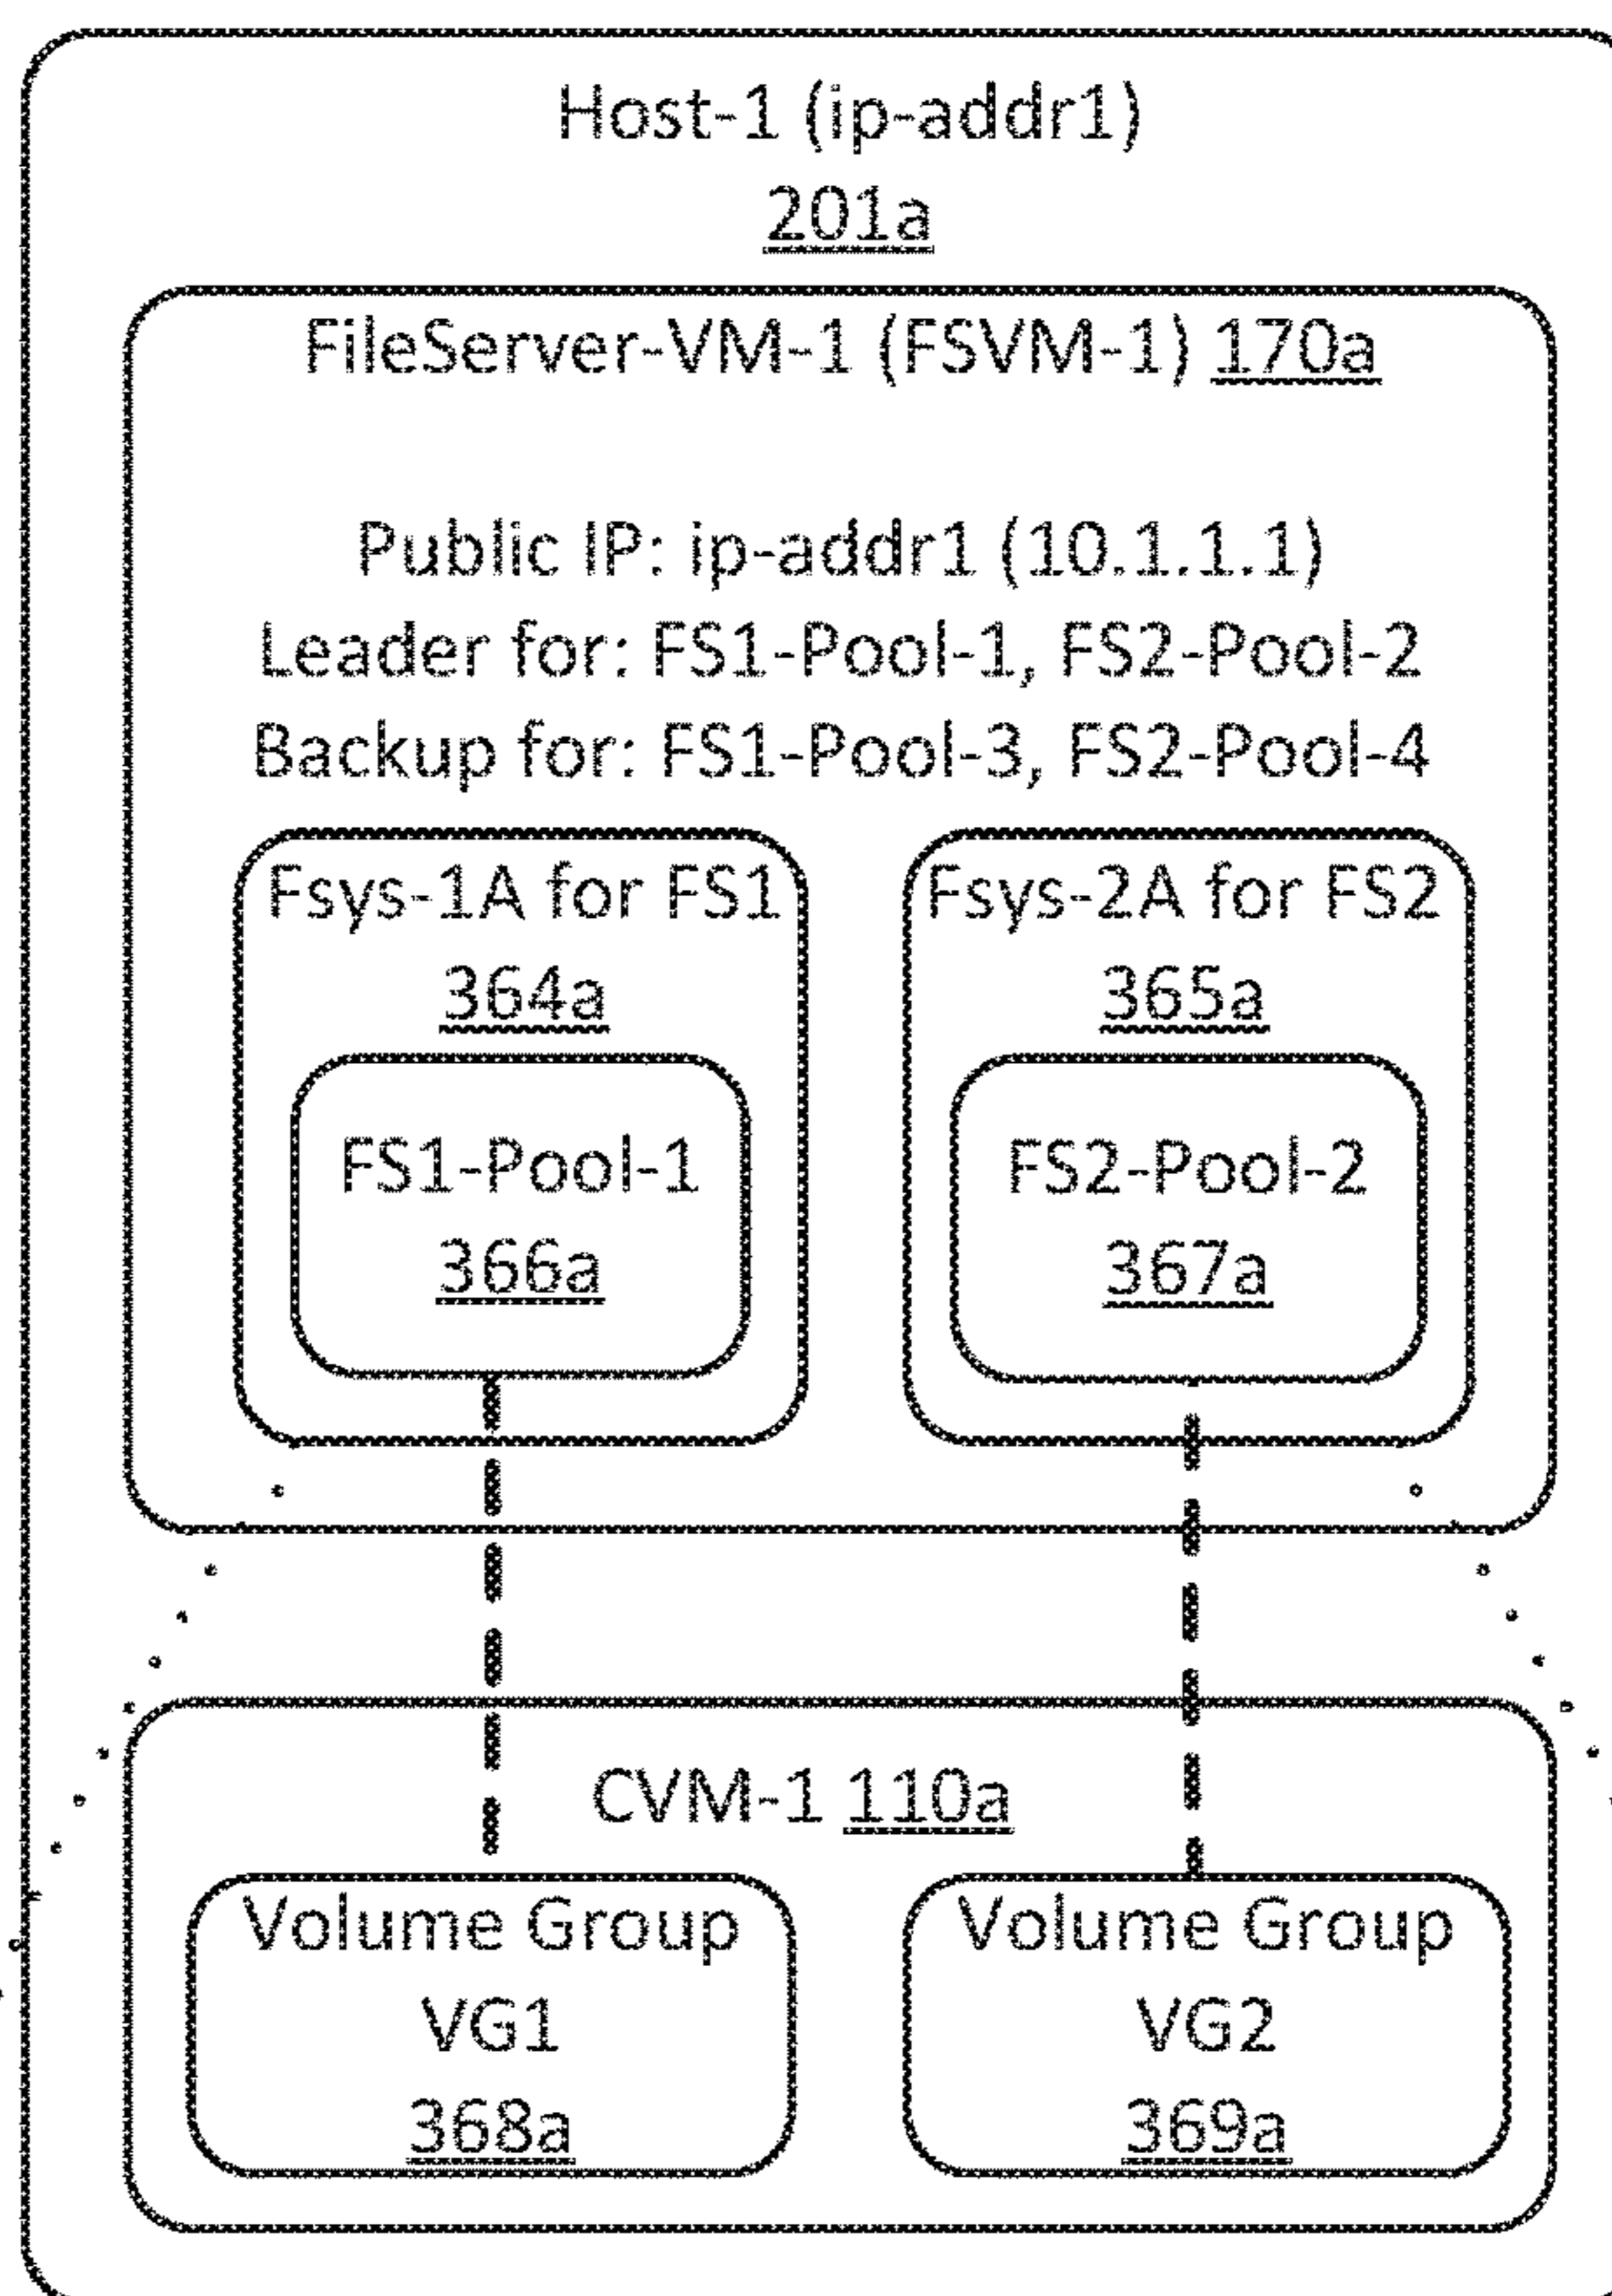 Host-1 (ip-addr1)
201a
FileServer-VM-1 (FSVM-1) 170a
Public IP: ip-addr1 (10.1.1.1)
Leader for: FS1-Pool-1, FS2-Pool-2
Backup for: FS1-Pool-3, FS2-Pool-4
Fsys-1A for FS1
364a
FS1-Pool-1
366a
Fsys-2A for FS2
365a
FS2-Pool-2
367a
CVM-1 110a
Volume Group
VG1
368a
Volume Group
VG2
369a